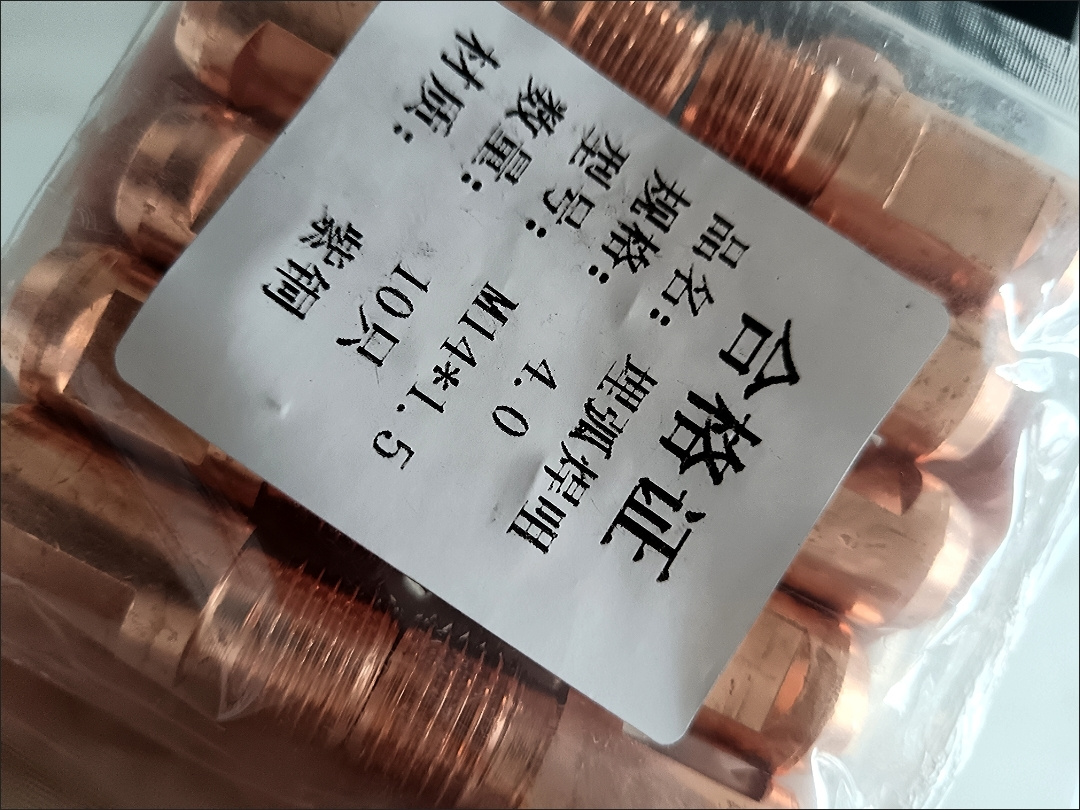 合格证
品名: 埋弧焊咀
规格: 4.0
型号: M14*1.5
数量: 10只
材质: 紫铜